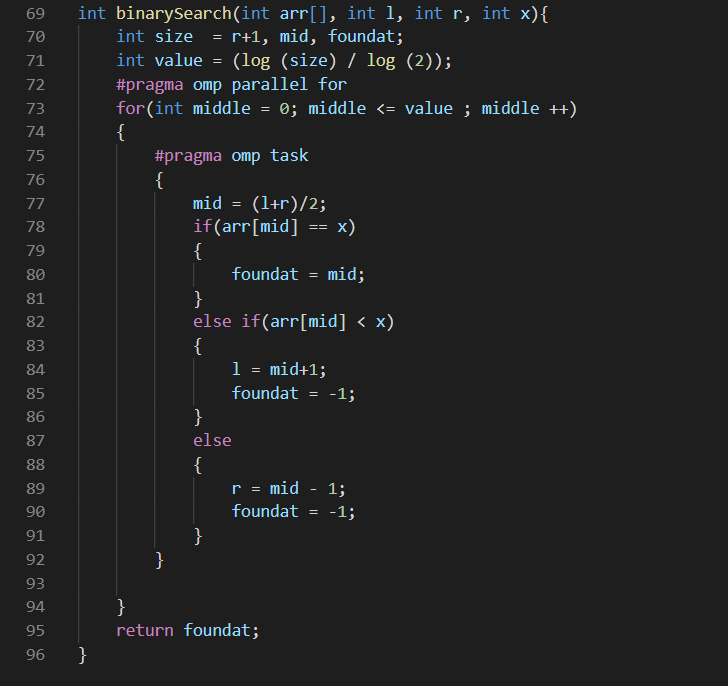 69 int binarySearch(int arr[], int l, int r, int x){
70     int size  = r+1, mid, foundat;
71     int value = (log (size) / log (2));
72     #pragma omp parallel for
73     for(int middle = 0; middle <= value ; middle ++)
74     {
75         #pragma omp task
76         {
77             mid = (l+r)/2;
78             if(arr[mid] == x)
79             {
80                 foundat = mid;
81             }
82             else if(arr[mid] < x)
83             {
84                 l = mid+1;
85                 foundat = -1;
86             }
87             else
88             {
89                 r = mid - 1;
90                 foundat = -1;
91             }
92         }
93
94     }
95     return foundat;
96 }